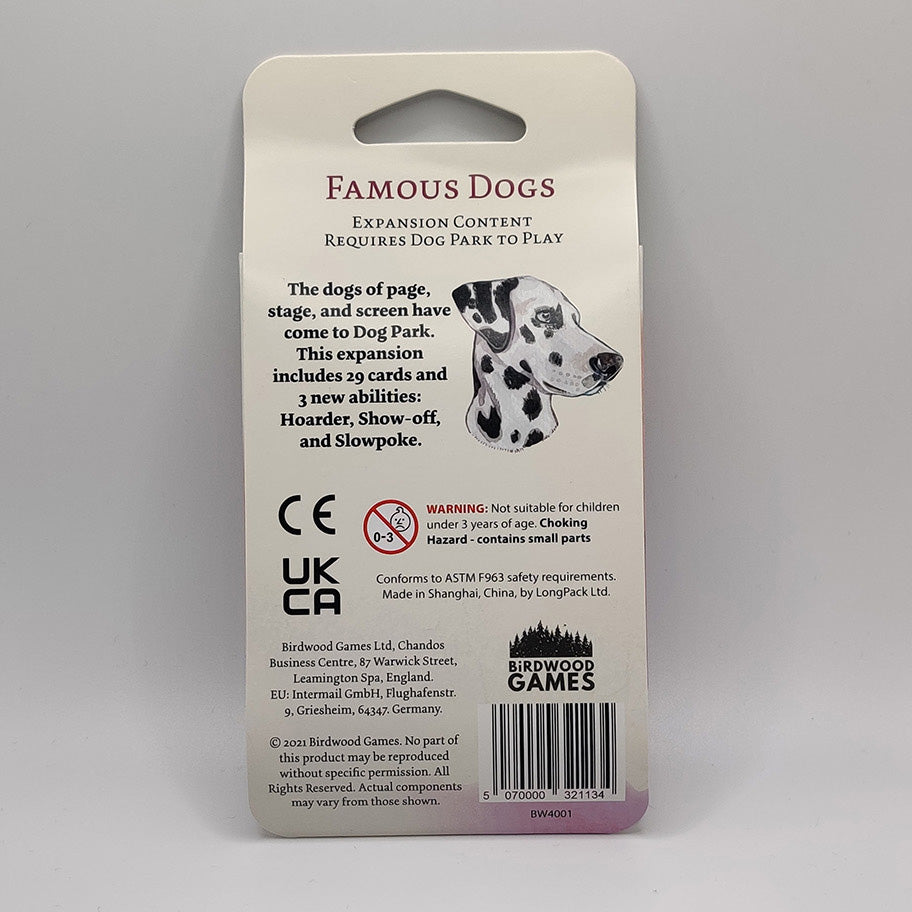 FAMOUS DOGS
EXPANSION CONTENT
REQUIRES DOG PARK TO PLAY
The dogs of page,
stage, and screen have
come to Dog Park.
This expansion
includes 29 cards and
3 new abilities:
Hoarder, Show-off,
and Slowpoke.
CE
0-3
WARNING: Not suitable for children
under 3 years of age. Choking
Hazard - contains small parts
UK
CA
Conforms to ASTM F963 safety requirements.
Made in Shanghai, China, by LongPack Ltd.
Birdwood Games Ltd, Chandos
Business Centre, 87 Warwick Street,
Leamington Spa, England.
EU: Intermail GmbH, Flughafenstr.
9, Griesheim, 64347. Germany.
BiRDWOOD
GAMES
© 2021 Birdwood Games. No part of
this product may be reproduced
without specific permission. All
Rights Reserved. Actual components
may vary from those shown.
5 070000 321134
BW4001